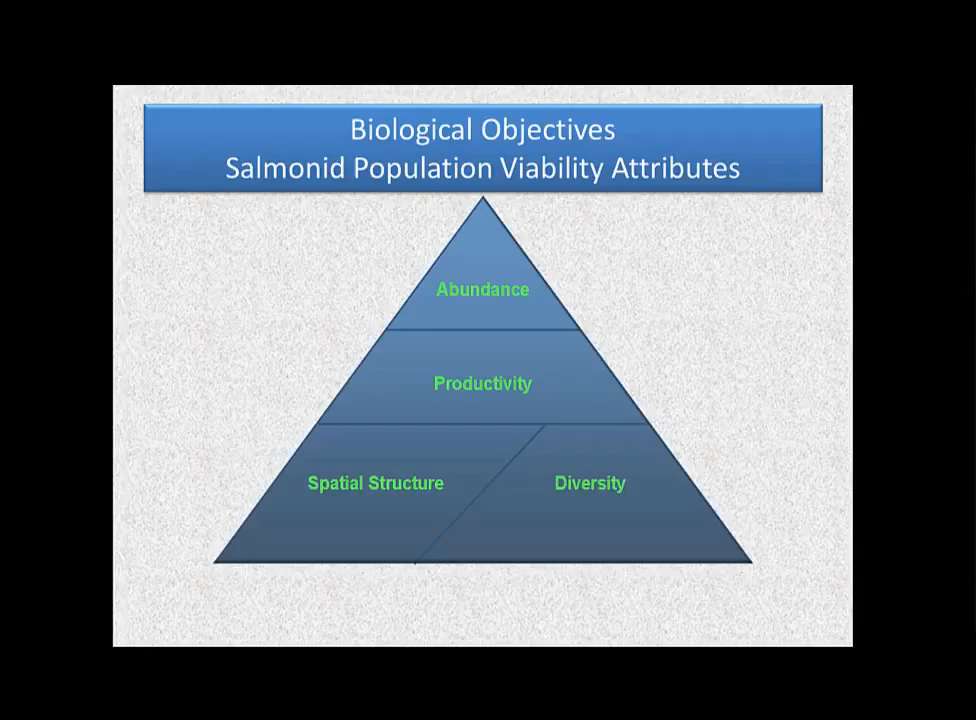 Biological Objectives
Salmonid Population Viability Attributes
Abundance
Productivity
Spatial Structure
Diversity